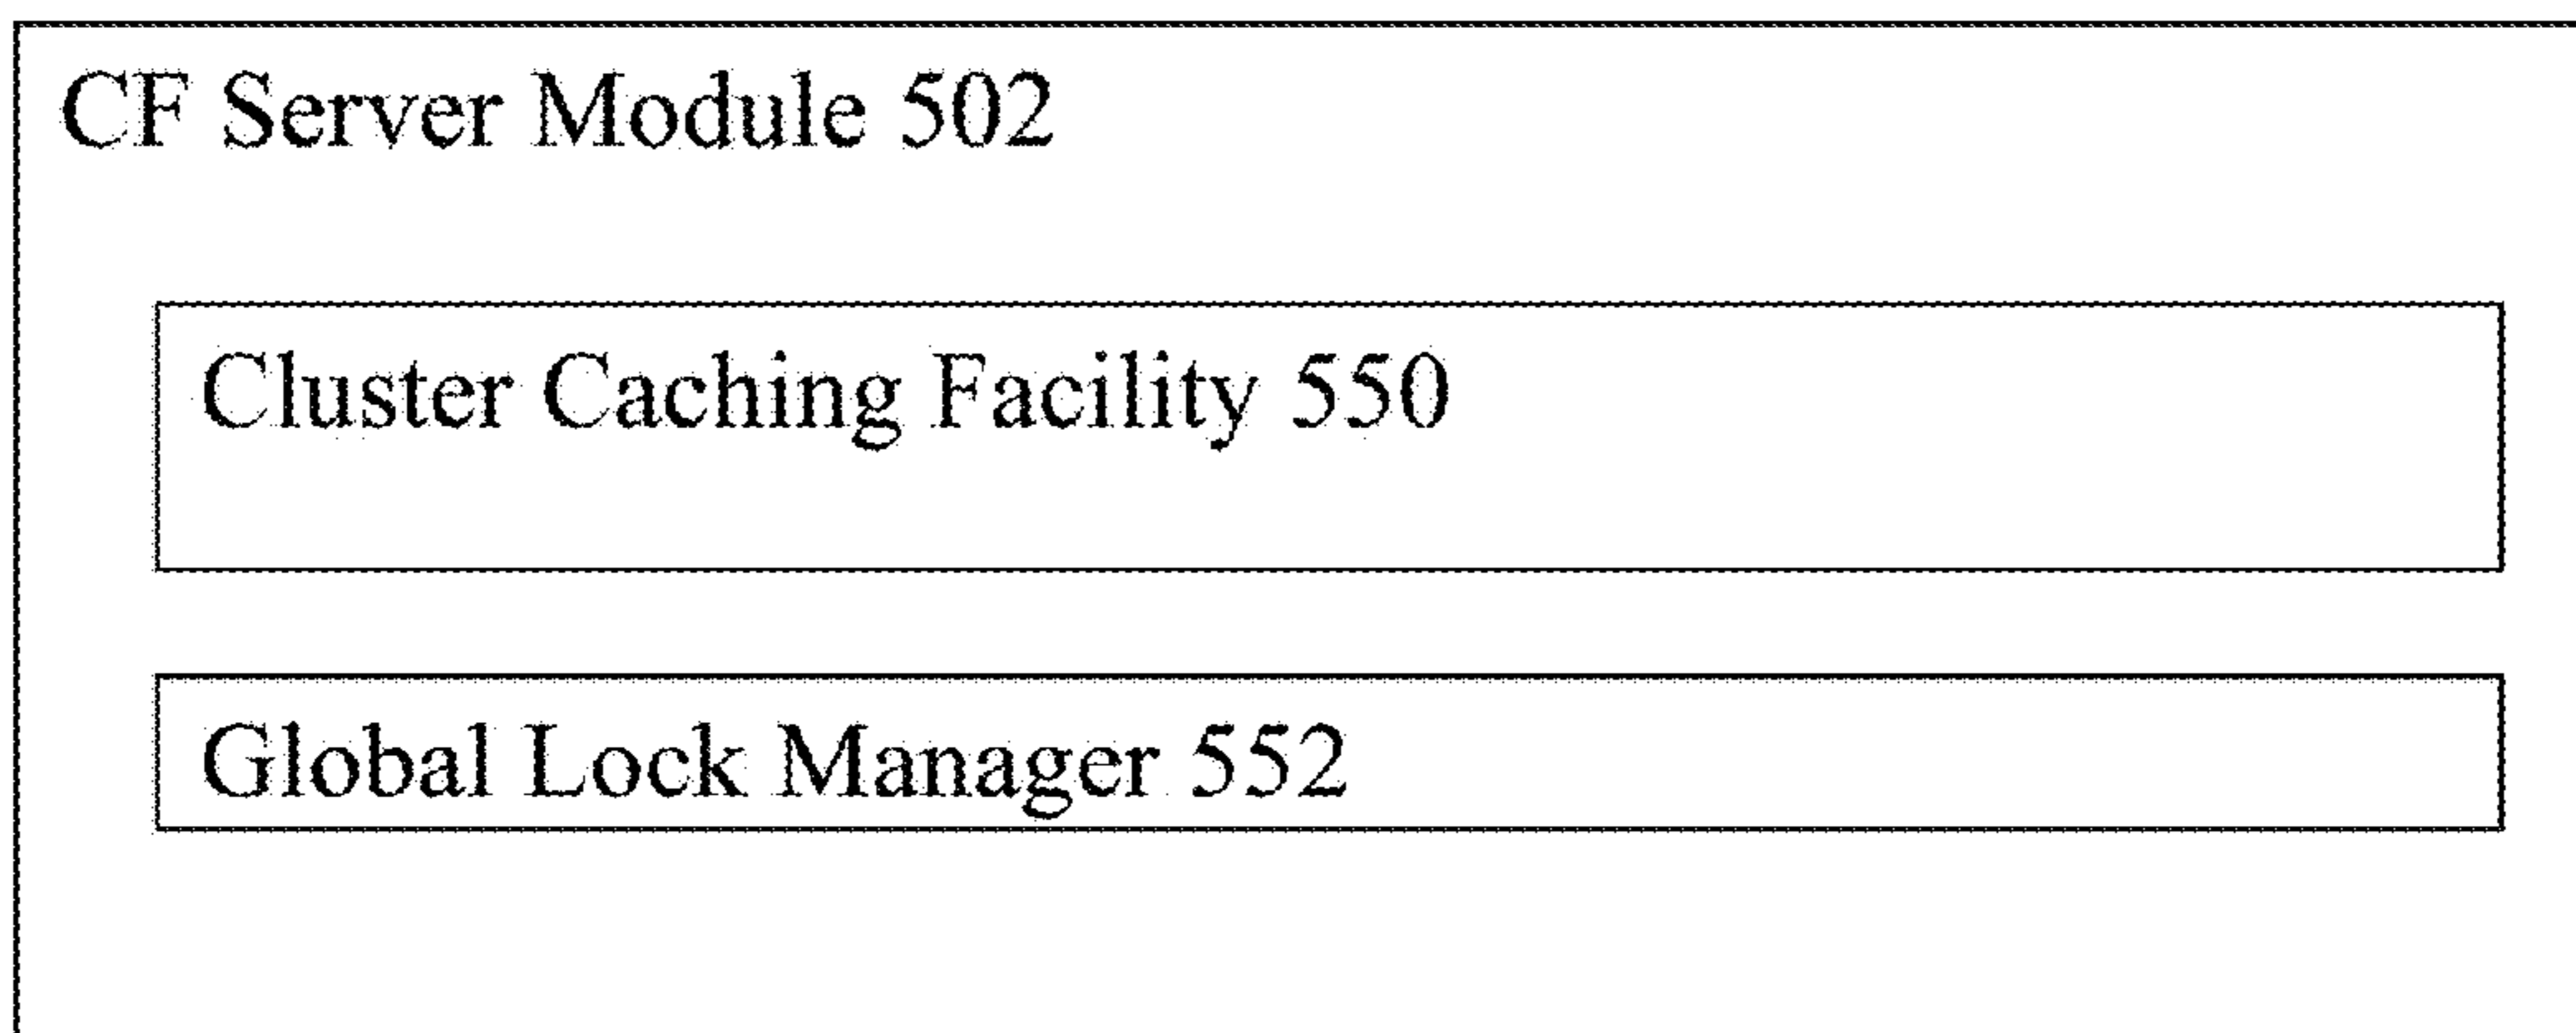 CF Server Module 502
Cluster Caching Facility 550
Global Lock Manager 552